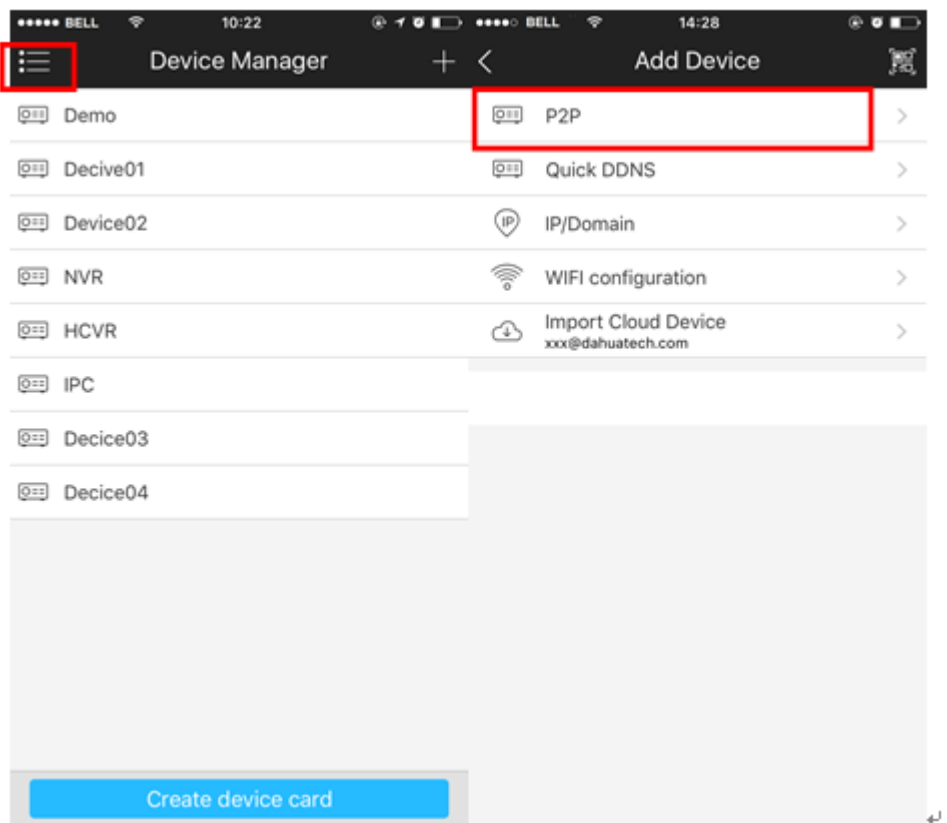 BELL 10:22
Device Manager
Demo
Decive01
Device02
NVR
HCVR
IPC
Decice03
Decice04
Create device card
BELL 14:28
Add Device
P2P
Quick DDNS
IP
IP/Domain
WIFI configuration
Import Cloud Device
xxx@dahuatech.com